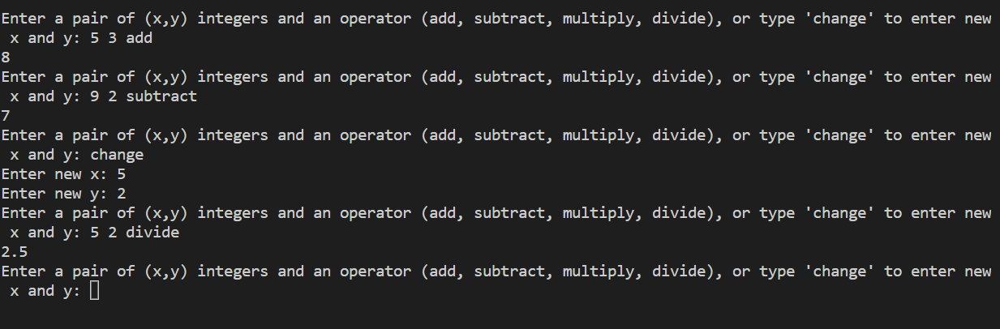 Enter a pair of (x,y) integers and an operator (add, subtract, multiply, divide), or type 'change' to enter new
x and y: 5 3 add
8
Enter a pair of (x,y) integers and an operator (add, subtract, multiply, divide), or type 'change' to enter new
x and y: 9 2 subtract
7
Enter a pair of (x,y) integers and an operator (add, subtract, multiply, divide), or type 'change' to enter new
x and y: change
Enter new x: 5
Enter new y: 2
Enter a pair of (x,y) integers and an operator (add, subtract, multiply, divide), or type 'change' to enter new
x and y: 5 2 divide
2.5
Enter a pair of (x,y) integers and an operator (add, subtract, multiply, divide), or type 'change' to enter new
x and y: